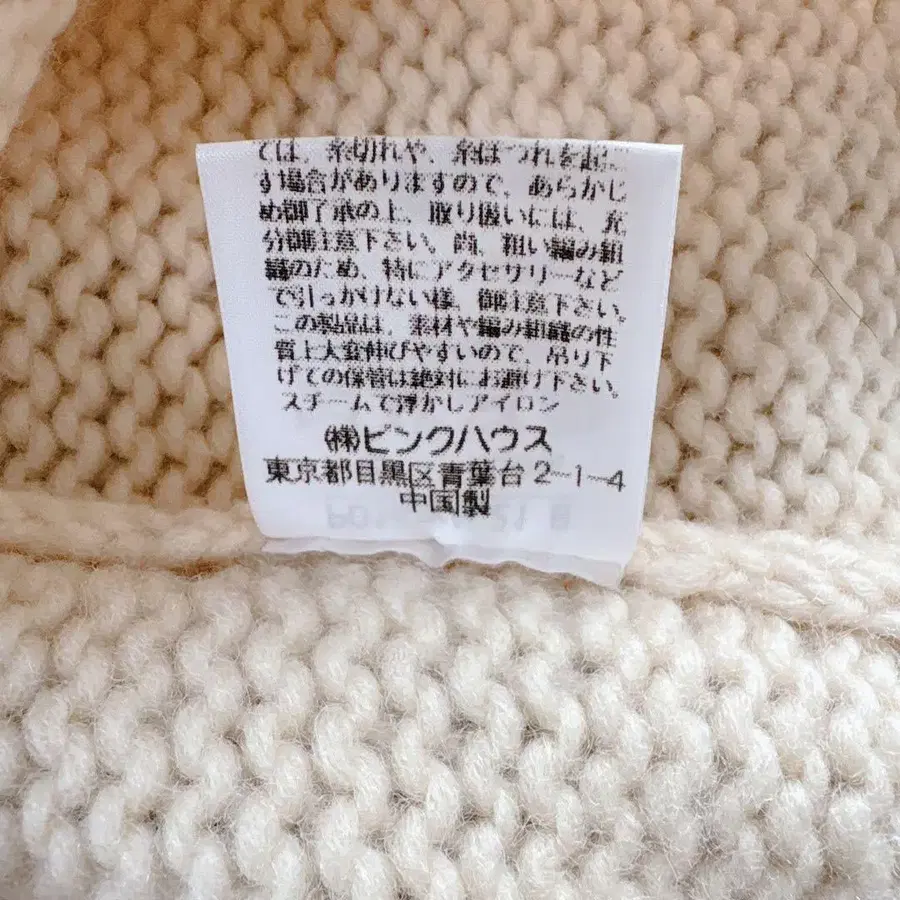 ては、糸切れや、糸ほつれを起こ
す場合がありますので、あらかじ
め御了承の上、取り扱いには、充
分御注意下さい。尚、粗い編み組
織のため、特にアクセサリーなど
で引っかけない様、御注意下さい。
この製品は、素材や編み組織の性
質上大変伸びやすいので、吊り下
げての保管は絶対にお避け下さい。
スチームで浮かしアイロン
㈱ピンクハウス
東京都目黒区青葉台2-1-4
中国製